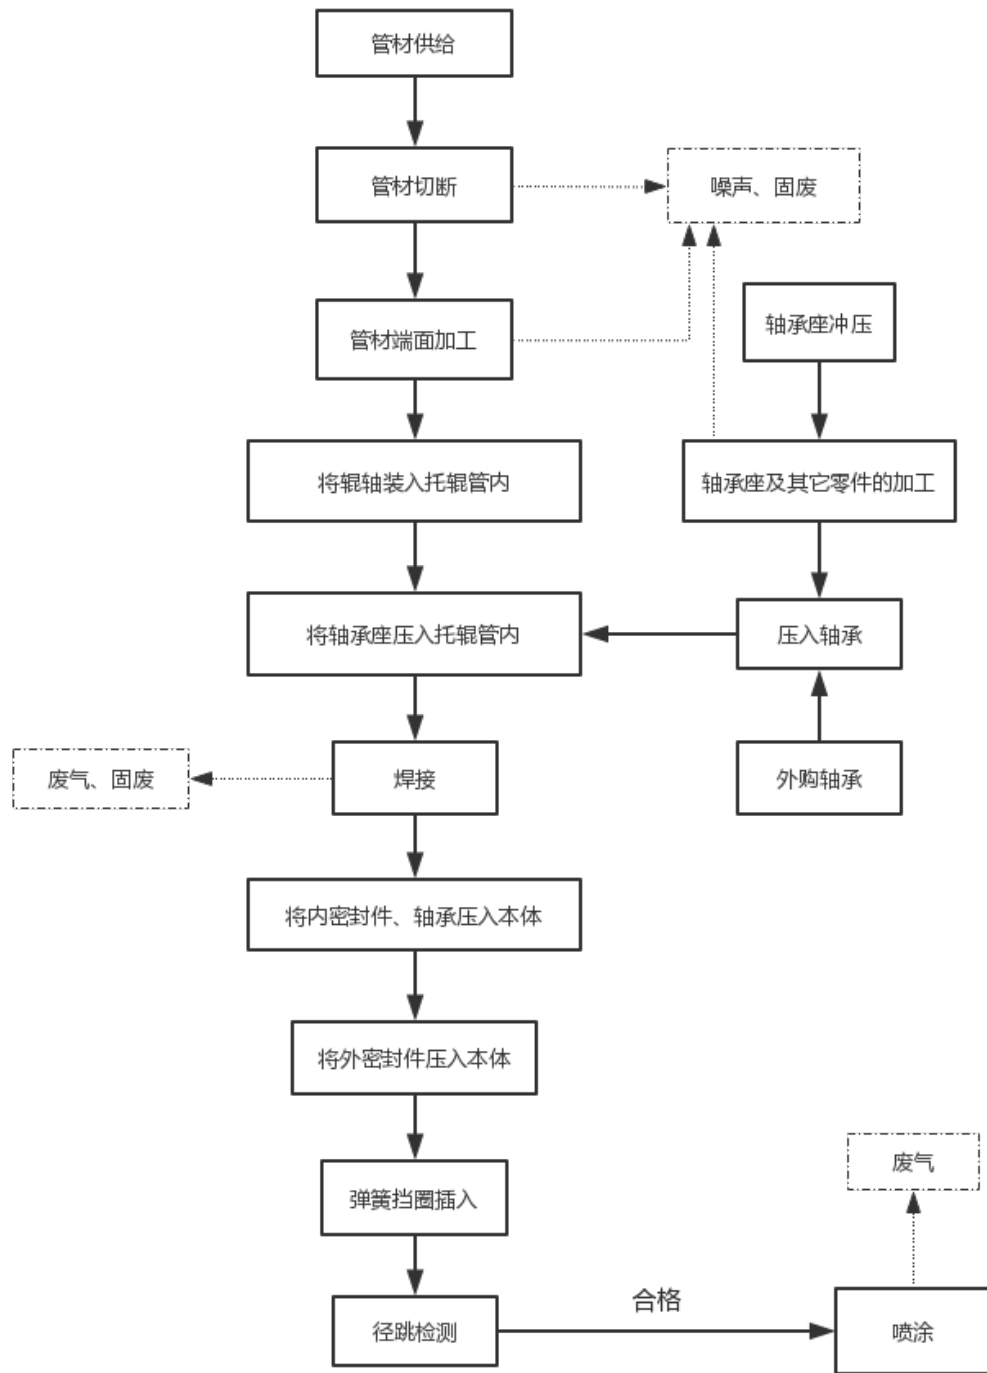 管材供给
管材切断
噪声、固废
管材端面加工
轴承座冲压
将辊轴装入托辊管内
轴承座及其它零件的加工
将轴承座压入托辊管内
压入轴承
废气、固废
焊接
外购轴承
将内密封件、轴承压入本体
将外密封件压入本体
废气
弹簧挡圈插入
合格
径跳检测
喷涂